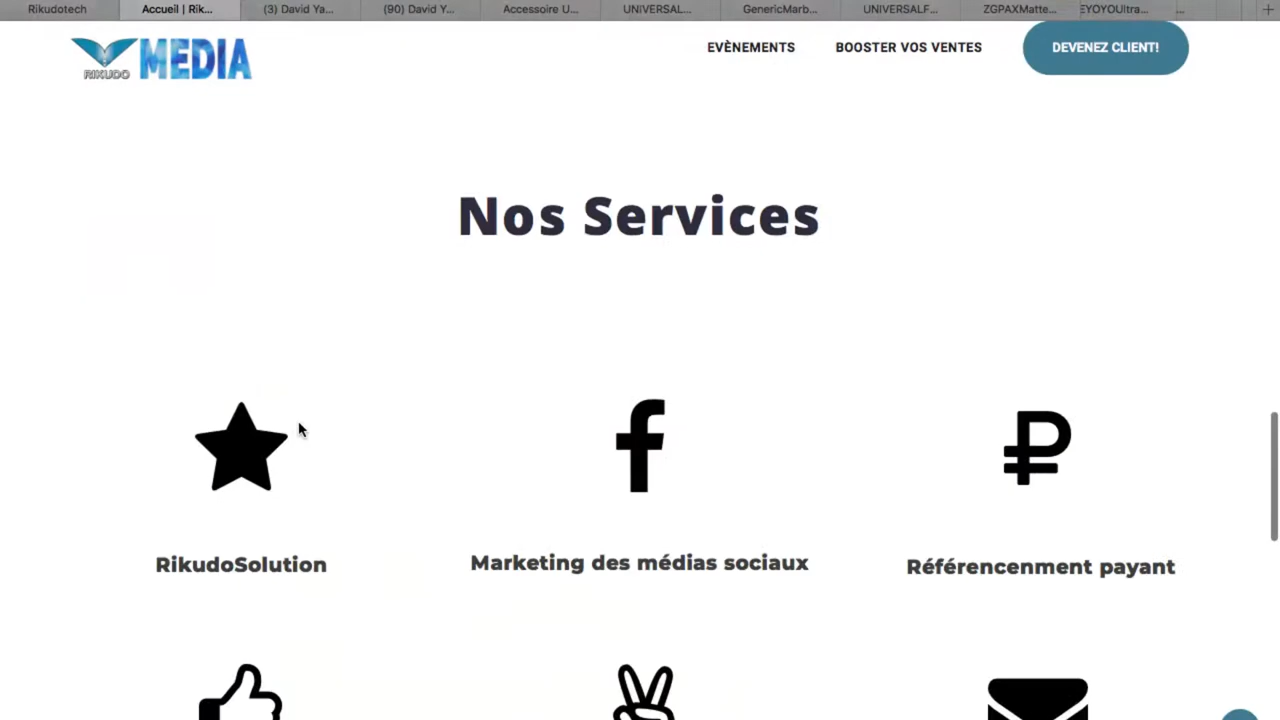 Rikudotech
Accueil | Rik...
(3) David Ya...
(90) David Y...
Accessoire U...
UNIVERSAL...
GenericMarb...
UNIVERSALF...
ZGPAXMatte...
EYOYOUltra...
...
RIKUDO MEDIA
EVÈNEMENTS
BOOSTER VOS VENTES
DEVENEZ CLIENT!
Nos Services
RikudoSolution
Marketing des médias sociaux
Référencenment payant